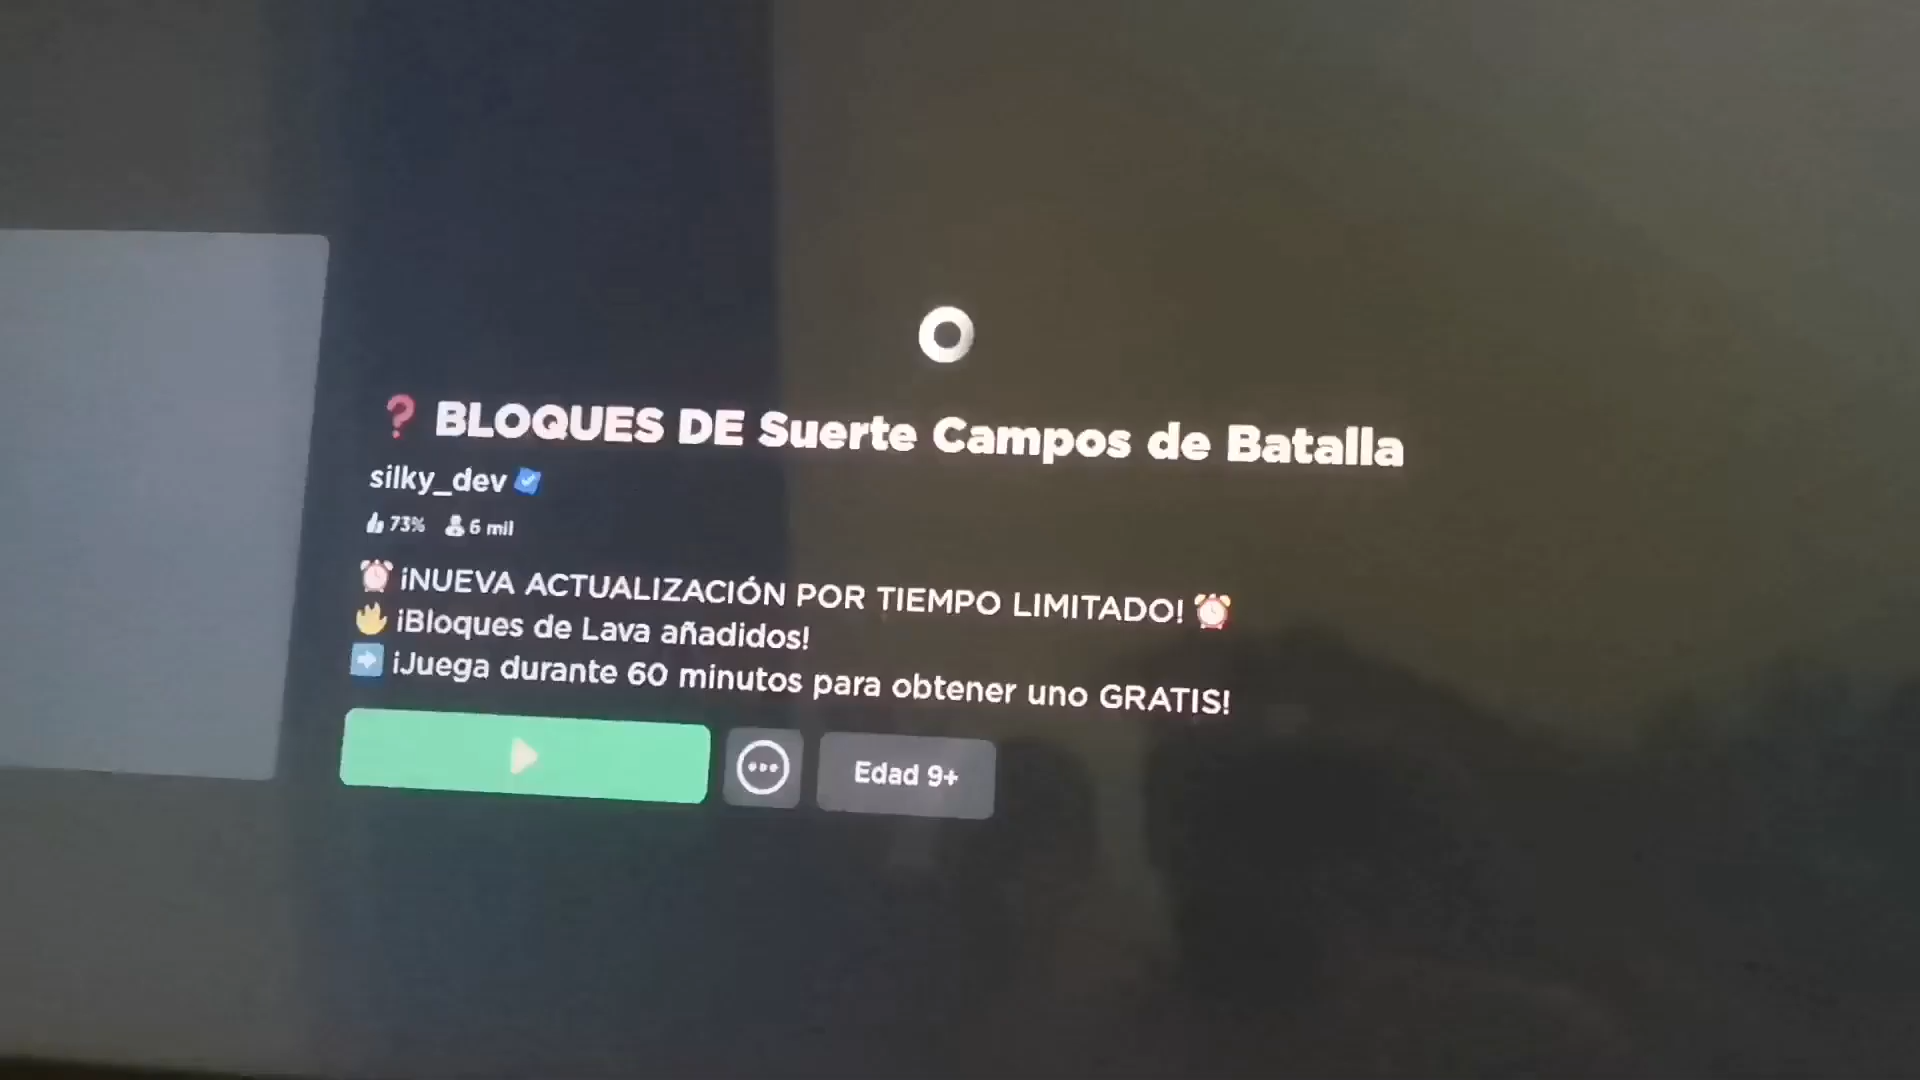 ❓ BLOQUES DE Suerte Campos de Batalla
silky_dev
73% 6 mil
⏰ ¡NUEVA ACTUALIZACIÓN POR TIEMPO LIMITADO! ⏰
🔥 ¡Bloques de Lava añadidos!
➡️ ¡Juega durante 60 minutos para obtener uno GRATIS!
Edad 9+